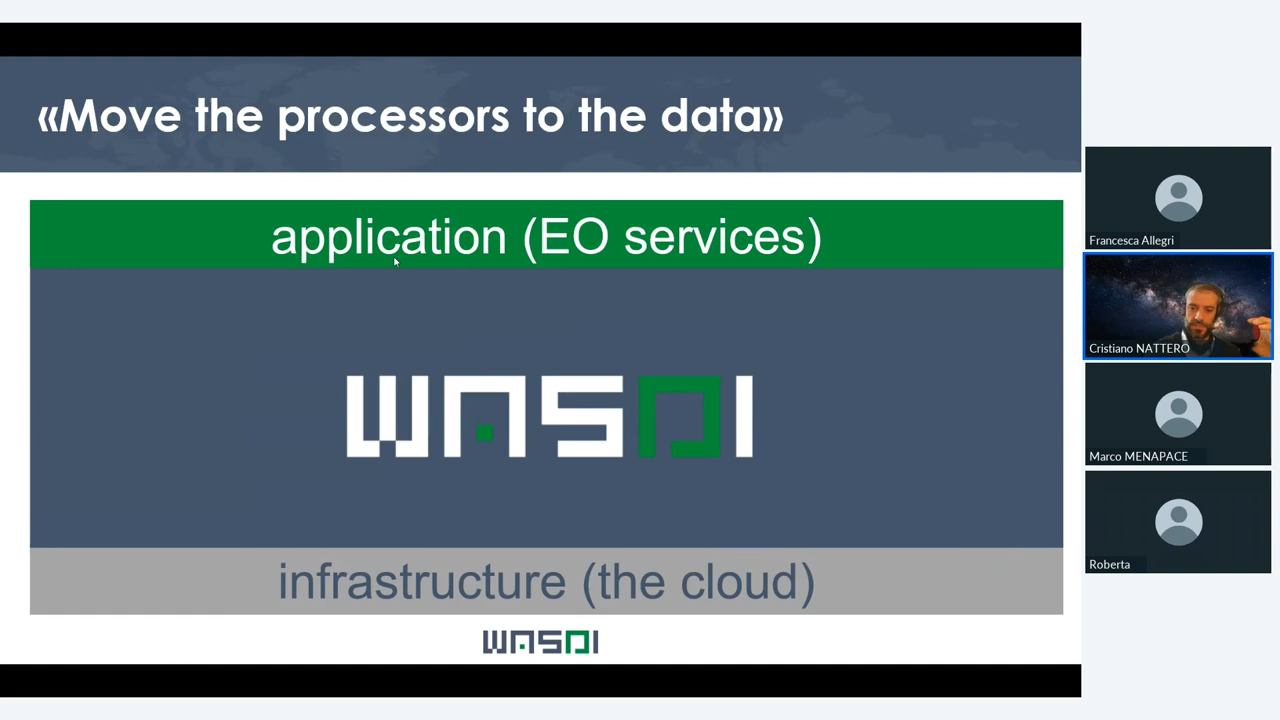 «Move the processors to the data»
application (EO services)
WASDI
infrastructure (the cloud)
WASDI
Francesca Allegri
Cristiano NATTERO
Marco MENAPACE
Roberta